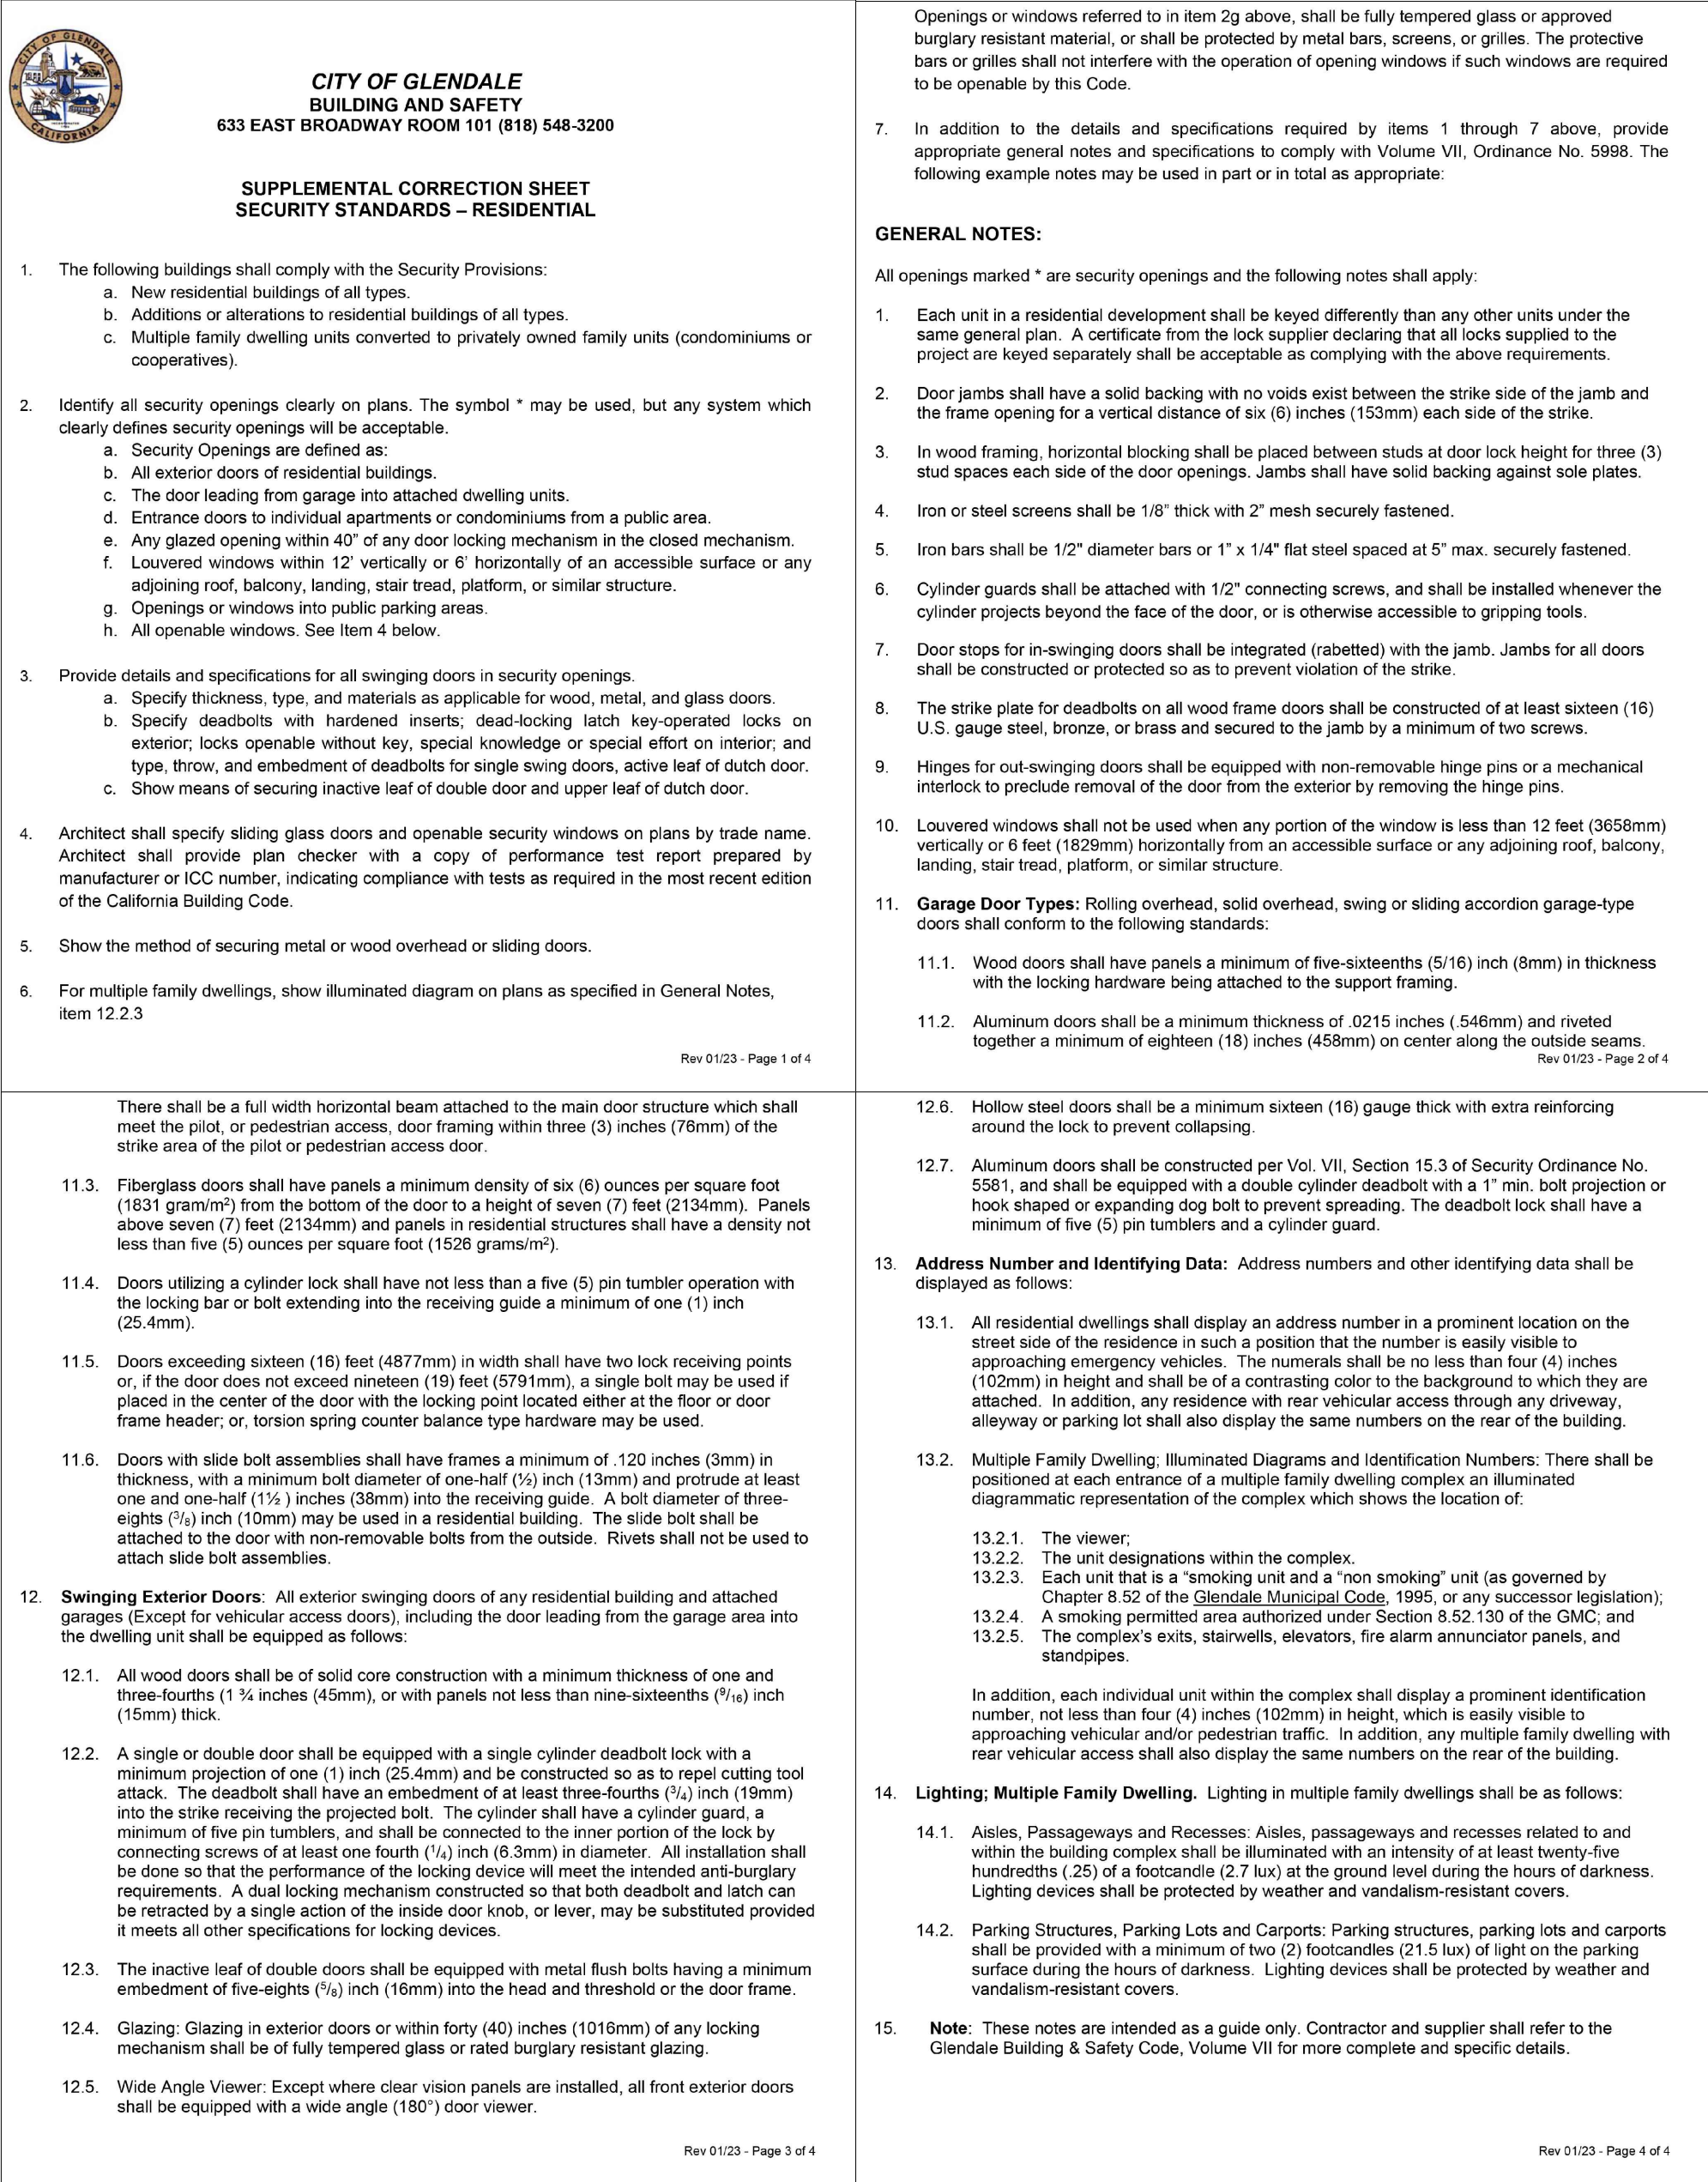 CITY OF GLENDALE
CALIFORNIA
CITY OF GLENDALE
BUILDING AND SAFETY
633 EAST BROADWAY ROOM 101 (818) 548-3200
SUPPLEMENTAL CORRECTION SHEET
SECURITY STANDARDS – RESIDENTIAL
1. The following buildings shall comply with the Security Provisions:
a. New residential buildings of all types.
b. Additions or alterations to residential buildings of all types.
c. Multiple family dwelling units converted to privately owned family units (condominiums or
cooperatives).
2. Identify all security openings clearly on plans. The symbol * may be used, but any system which
clearly defines security openings will be acceptable.
a. Security Openings are defined as:
b. All exterior doors of residential buildings.
c. The door leading from garage into attached dwelling units.
d. Entrance doors to individual apartments or condominiums from a public area.
e. Any glazed opening within 40” of any door locking mechanism in the closed mechanism.
f. Louvered windows within 12’ vertically or 6’ horizontally of an accessible surface or any
adjoining roof, balcony, landing, stair tread, platform, or similar structure.
g. Openings or windows into public parking areas.
h. All openable windows. See Item 4 below.
3. Provide details and specifications for all swinging doors in security openings.
a. Specify thickness, type, and materials as applicable for wood, metal, and glass doors.
b. Specify deadbolts with hardened inserts; dead-locking latch key-operated locks on
exterior; locks openable without key, special knowledge or special effort on interior; and
type, throw, and embedment of deadbolts for single swing doors, active leaf of dutch door.
c. Show means of securing inactive leaf of double door and upper leaf of dutch door.
4. Architect shall specify sliding glass doors and openable security windows on plans by trade name.
Architect shall provide plan checker with a copy of performance test report prepared by
manufacturer or ICC number, indicating compliance with tests as required in the most recent edition
of the California Building Code.
5. Show the method of securing metal or wood overhead or sliding doors.
6. For multiple family dwellings, show illuminated diagram on plans as specified in General Notes,
item 12.2.3
Rev 01/23 - Page 1 of 4
Openings or windows referred to in item 2g above, shall be fully tempered glass or approved
burglary resistant material, or shall be protected by metal bars, screens, or grilles. The protective
bars or grilles shall not interfere with the operation of opening windows if such windows are required
to be openable by this Code.
7. In addition to the details and specifications required by items 1 through 7 above, provide
appropriate general notes and specifications to comply with Volume VII, Ordinance No. 5998. The
following example notes may be used in part or in total as appropriate:
GENERAL NOTES:
All openings marked * are security openings and the following notes shall apply:
1. Each unit in a residential development shall be keyed differently than any other units under the
same general plan. A certificate from the lock supplier declaring that all locks supplied to the
project are keyed separately shall be acceptable as complying with the above requirements.
2. Door jambs shall have a solid backing with no voids exist between the strike side of the jamb and
the frame opening for a vertical distance of six (6) inches (153mm) each side of the strike.
3. In wood framing, horizontal blocking shall be placed between studs at door lock height for three (3)
stud spaces each side of the door openings. Jambs shall have solid backing against sole plates.
4. Iron or steel screens shall be 1/8” thick with 2” mesh securely fastened.
5. Iron bars shall be 1/2" diameter bars or 1” x 1/4" flat steel spaced at 5” max. securely fastened.
6. Cylinder guards shall be attached with 1/2" connecting screws, and shall be installed whenever the
cylinder projects beyond the face of the door, or is otherwise accessible to gripping tools.
7. Door stops for in-swinging doors shall be integrated (rabetted) with the jamb. Jambs for all doors
shall be constructed or protected so as to prevent violation of the strike.
8. The strike plate for deadbolts on all wood frame doors shall be constructed of at least sixteen (16)
U.S. gauge steel, bronze, or brass and secured to the jamb by a minimum of two screws.
9. Hinges for out-swinging doors shall be equipped with non-removable hinge pins or a mechanical
interlock to preclude removal of the door from the exterior by removing the hinge pins.
10. Louvered windows shall not be used when any portion of the window is less than 12 feet (3658mm)
vertically or 6 feet (1829mm) horizontally from an accessible surface or any adjoining roof, balcony,
landing, stair tread, platform, or similar structure.
11. Garage Door Types: Rolling overhead, solid overhead, swing or sliding accordion garage-type
doors shall conform to the following standards:
11.1. Wood doors shall have panels a minimum of five-sixteenths (5/16) inch (8mm) in thickness
with the locking hardware being attached to the support framing.
11.2. Aluminum doors shall be a minimum thickness of .0215 inches (.546mm) and riveted
together a minimum of eighteen (18) inches (458mm) on center along the outside seams.
Rev 01/23 - Page 2 of 4
There shall be a full width horizontal beam attached to the main door structure which shall
meet the pilot, or pedestrian access, door framing within three (3) inches (76mm) of the
strike area of the pilot or pedestrian access door.
11.3. Fiberglass doors shall have panels a minimum density of six (6) ounces per square foot
(1831 gram/m²) from the bottom of the door to a height of seven (7) feet (2134mm). Panels
above seven (7) feet (2134mm) and panels in residential structures shall have a density not
less than five (5) ounces per square foot (1526 grams/m²).
11.4. Doors utilizing a cylinder lock shall have not less than a five (5) pin tumbler operation with
the locking bar or bolt extending into the receiving guide a minimum of one (1) inch
(25.4mm).
11.5. Doors exceeding sixteen (16) feet (4877mm) in width shall have two lock receiving points
or, if the door does not exceed nineteen (19) feet (5791mm), a single bolt may be used if
placed in the center of the door with the locking point located either at the floor or door
frame header; or, torsion spring counter balance type hardware may be used.
11.6. Doors with slide bolt assemblies shall have frames a minimum of .120 inches (3mm) in
thickness, with a minimum bolt diameter of one-half (½) inch (13mm) and protrude at least
one and one-half (1½ ) inches (38mm) into the receiving guide. A bolt diameter of three-
eights (3/8) inch (10mm) may be used in a residential building. The slide bolt shall be
attached to the door with non-removable bolts from the outside. Rivets shall not be used to
attach slide bolt assemblies.
12. Swinging Exterior Doors: All exterior swinging doors of any residential building and attached
garages (Except for vehicular access doors), including the door leading from the garage area into
the dwelling unit shall be equipped as follows:
12.1. All wood doors shall be of solid core construction with a minimum thickness of one and
three-fourths (1 ¾ inches (45mm), or with panels not less than nine-sixteenths (9/16) inch
(15mm) thick.
12.2. A single or double door shall be equipped with a single cylinder deadbolt lock with a
minimum projection of one (1) inch (25.4mm) and be constructed so as to repel cutting tool
attack. The deadbolt shall have an embedment of at least three-fourths (3/4) inch (19mm)
into the strike receiving the projected bolt. The cylinder shall have a cylinder guard, a
minimum of five pin tumblers, and shall be connected to the inner portion of the lock by
connecting screws of at least one fourth (1/4) inch (6.3mm) in diameter. All installation shall
be done so that the performance of the locking device will meet the intended anti-burglary
requirements. A dual locking mechanism constructed so that both deadbolt and latch can
be retracted by a single action of the inside door knob, or lever, may be substituted provided
it meets all other specifications for locking devices.
12.3. The inactive leaf of double doors shall be equipped with metal flush bolts having a minimum
embedment of five-eights (5/8) inch (16mm) into the head and threshold or the door frame.
12.4. Glazing: Glazing in exterior doors or within forty (40) inches (1016mm) of any locking
mechanism shall be of fully tempered glass or rated burglary resistant glazing.
12.5. Wide Angle Viewer: Except where clear vision panels are installed, all front exterior doors
shall be equipped with a wide angle (180°) door viewer.
Rev 01/23 - Page 3 of 4
12.6. Hollow steel doors shall be a minimum sixteen (16) gauge thick with extra reinforcing
around the lock to prevent collapsing.
12.7. Aluminum doors shall be constructed per Vol. VII, Section 15.3 of Security Ordinance No.
5581, and shall be equipped with a double cylinder deadbolt with a 1” min. bolt projection or
hook shaped or expanding dog bolt to prevent spreading. The deadbolt lock shall have a
minimum of five (5) pin tumblers and a cylinder guard.
13. Address Number and Identifying Data: Address numbers and other identifying data shall be
displayed as follows:
13.1. All residential dwellings shall display an address number in a prominent location on the
street side of the residence in such a position that the number is easily visible to
approaching emergency vehicles. The numerals shall be no less than four (4) inches
(102mm) in height and shall be of a contrasting color to the background to which they are
attached. In addition, any residence with rear vehicular access through any driveway,
alleyway or parking lot shall also display the same numbers on the rear of the building.
13.2. Multiple Family Dwelling; Illuminated Diagrams and Identification Numbers: There shall be
positioned at each entrance of a multiple family dwelling complex an illuminated
diagrammatic representation of the complex which shows the location of:
13.2.1. The viewer;
13.2.2. The unit designations within the complex.
13.2.3. Each unit that is a “smoking unit and a “non smoking” unit (as governed by
Chapter 8.52 of the Glendale Municipal Code, 1995, or any successor legislation);
13.2.4. A smoking permitted area authorized under Section 8.52.130 of the GMC; and
13.2.5. The complex’s exits, stairwells, elevators, fire alarm annunciator panels, and
standpipes.
In addition, each individual unit within the complex shall display a prominent identification
number, not less than four (4) inches (102mm) in height, which is easily visible to
approaching vehicular and/or pedestrian traffic. In addition, any multiple family dwelling with
rear vehicular access shall also display the same numbers on the rear of the building.
14. Lighting; Multiple Family Dwelling. Lighting in multiple family dwellings shall be as follows:
14.1. Aisles, Passageways and Recesses: Aisles, passageways and recesses related to and
within the building complex shall be illuminated with an intensity of at least twenty-five
hundredths (.25) of a footcandle (2.7 lux) at the ground level during the hours of darkness.
Lighting devices shall be protected by weather and vandalism-resistant covers.
14.2. Parking Structures, Parking Lots and Carports: Parking structures, parking lots and carports
shall be provided with a minimum of two (2) footcandles (21.5 lux) of light on the parking
surface during the hours of darkness. Lighting devices shall be protected by weather and
vandalism-resistant covers.
15. Note: These notes are intended as a guide only. Contractor and supplier shall refer to the
Glendale Building & Safety Code, Volume VII for more complete and specific details.
Rev 01/23 - Page 4 of 4